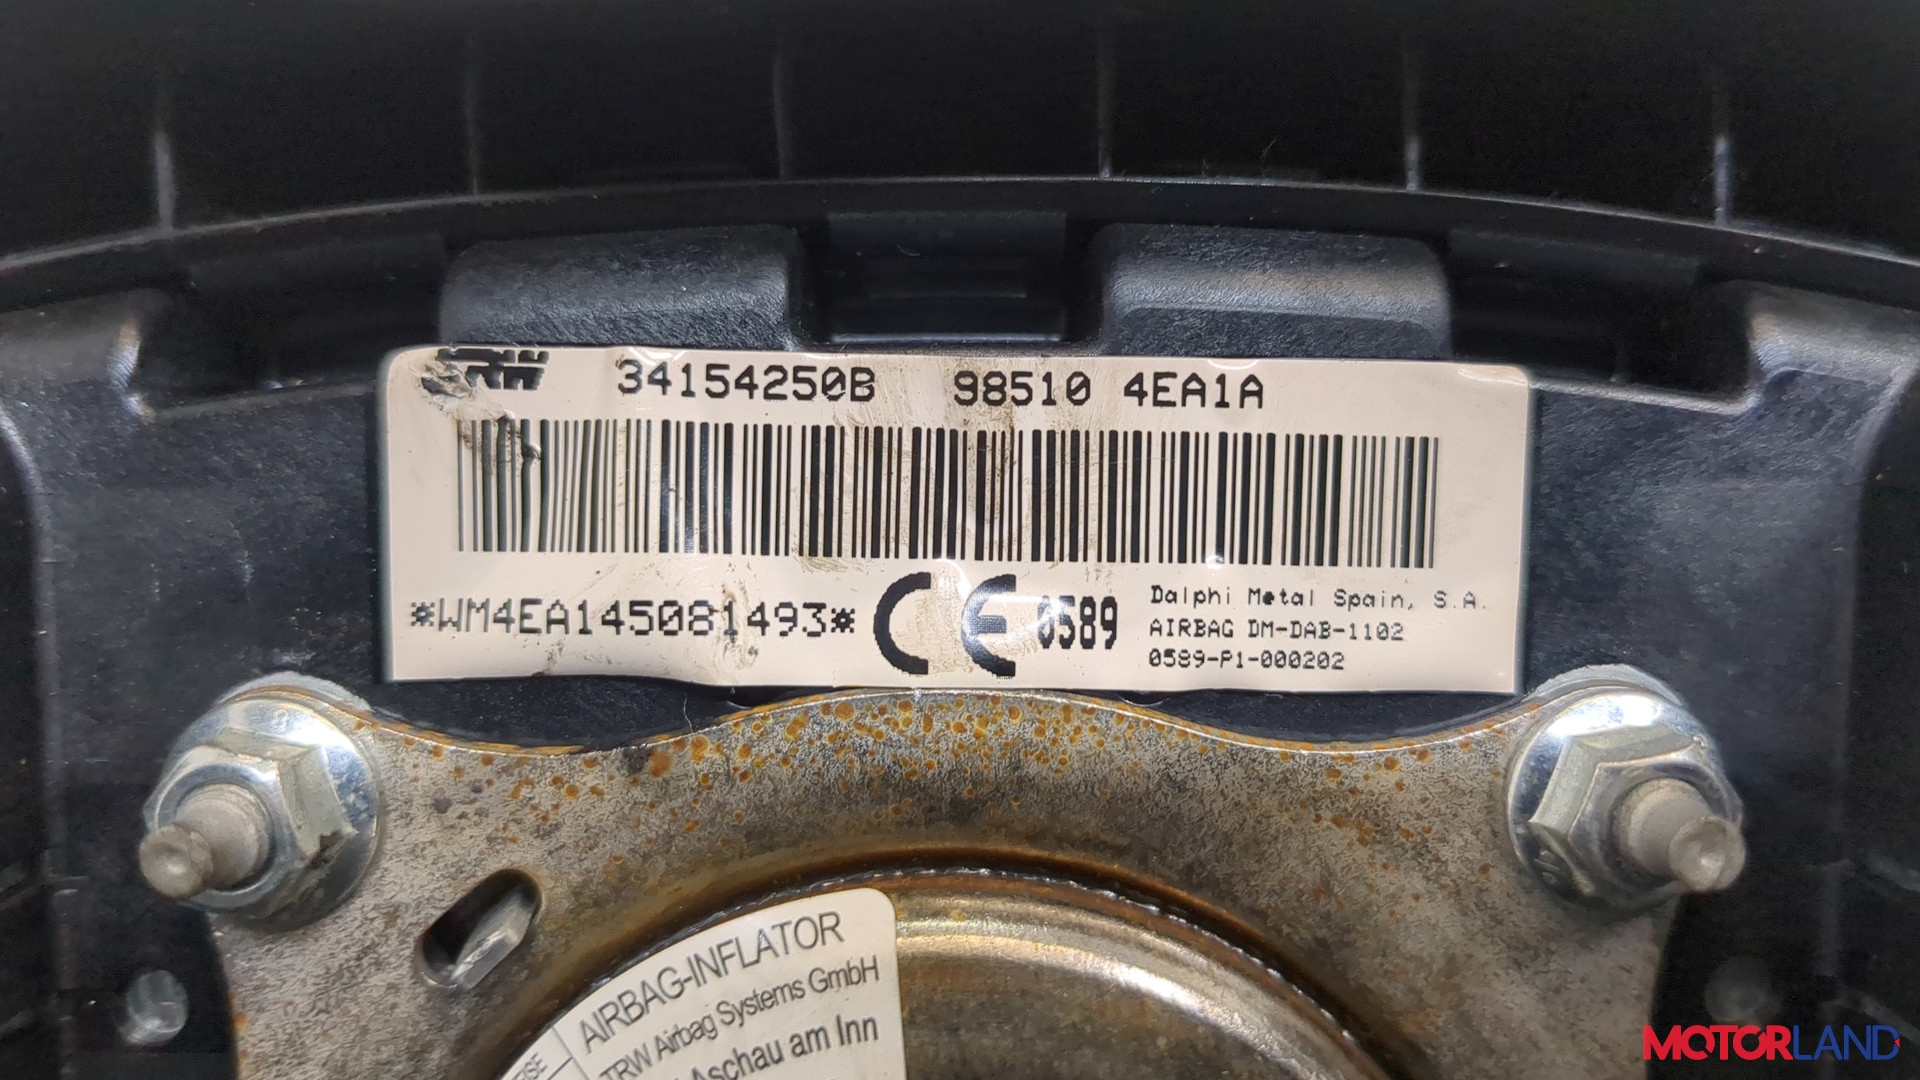 TRW 34154250B 98510 4EA1A
*WM4EA145081493* CE 0589
Dalphi Metal Spain, S.A.
AIRBAG DM-DAB-1102
0589-P1-000202
AIRBAG-INFLATOR
TRW Airbag Systems GmbH
Aschau am Inn
MOTORLAND